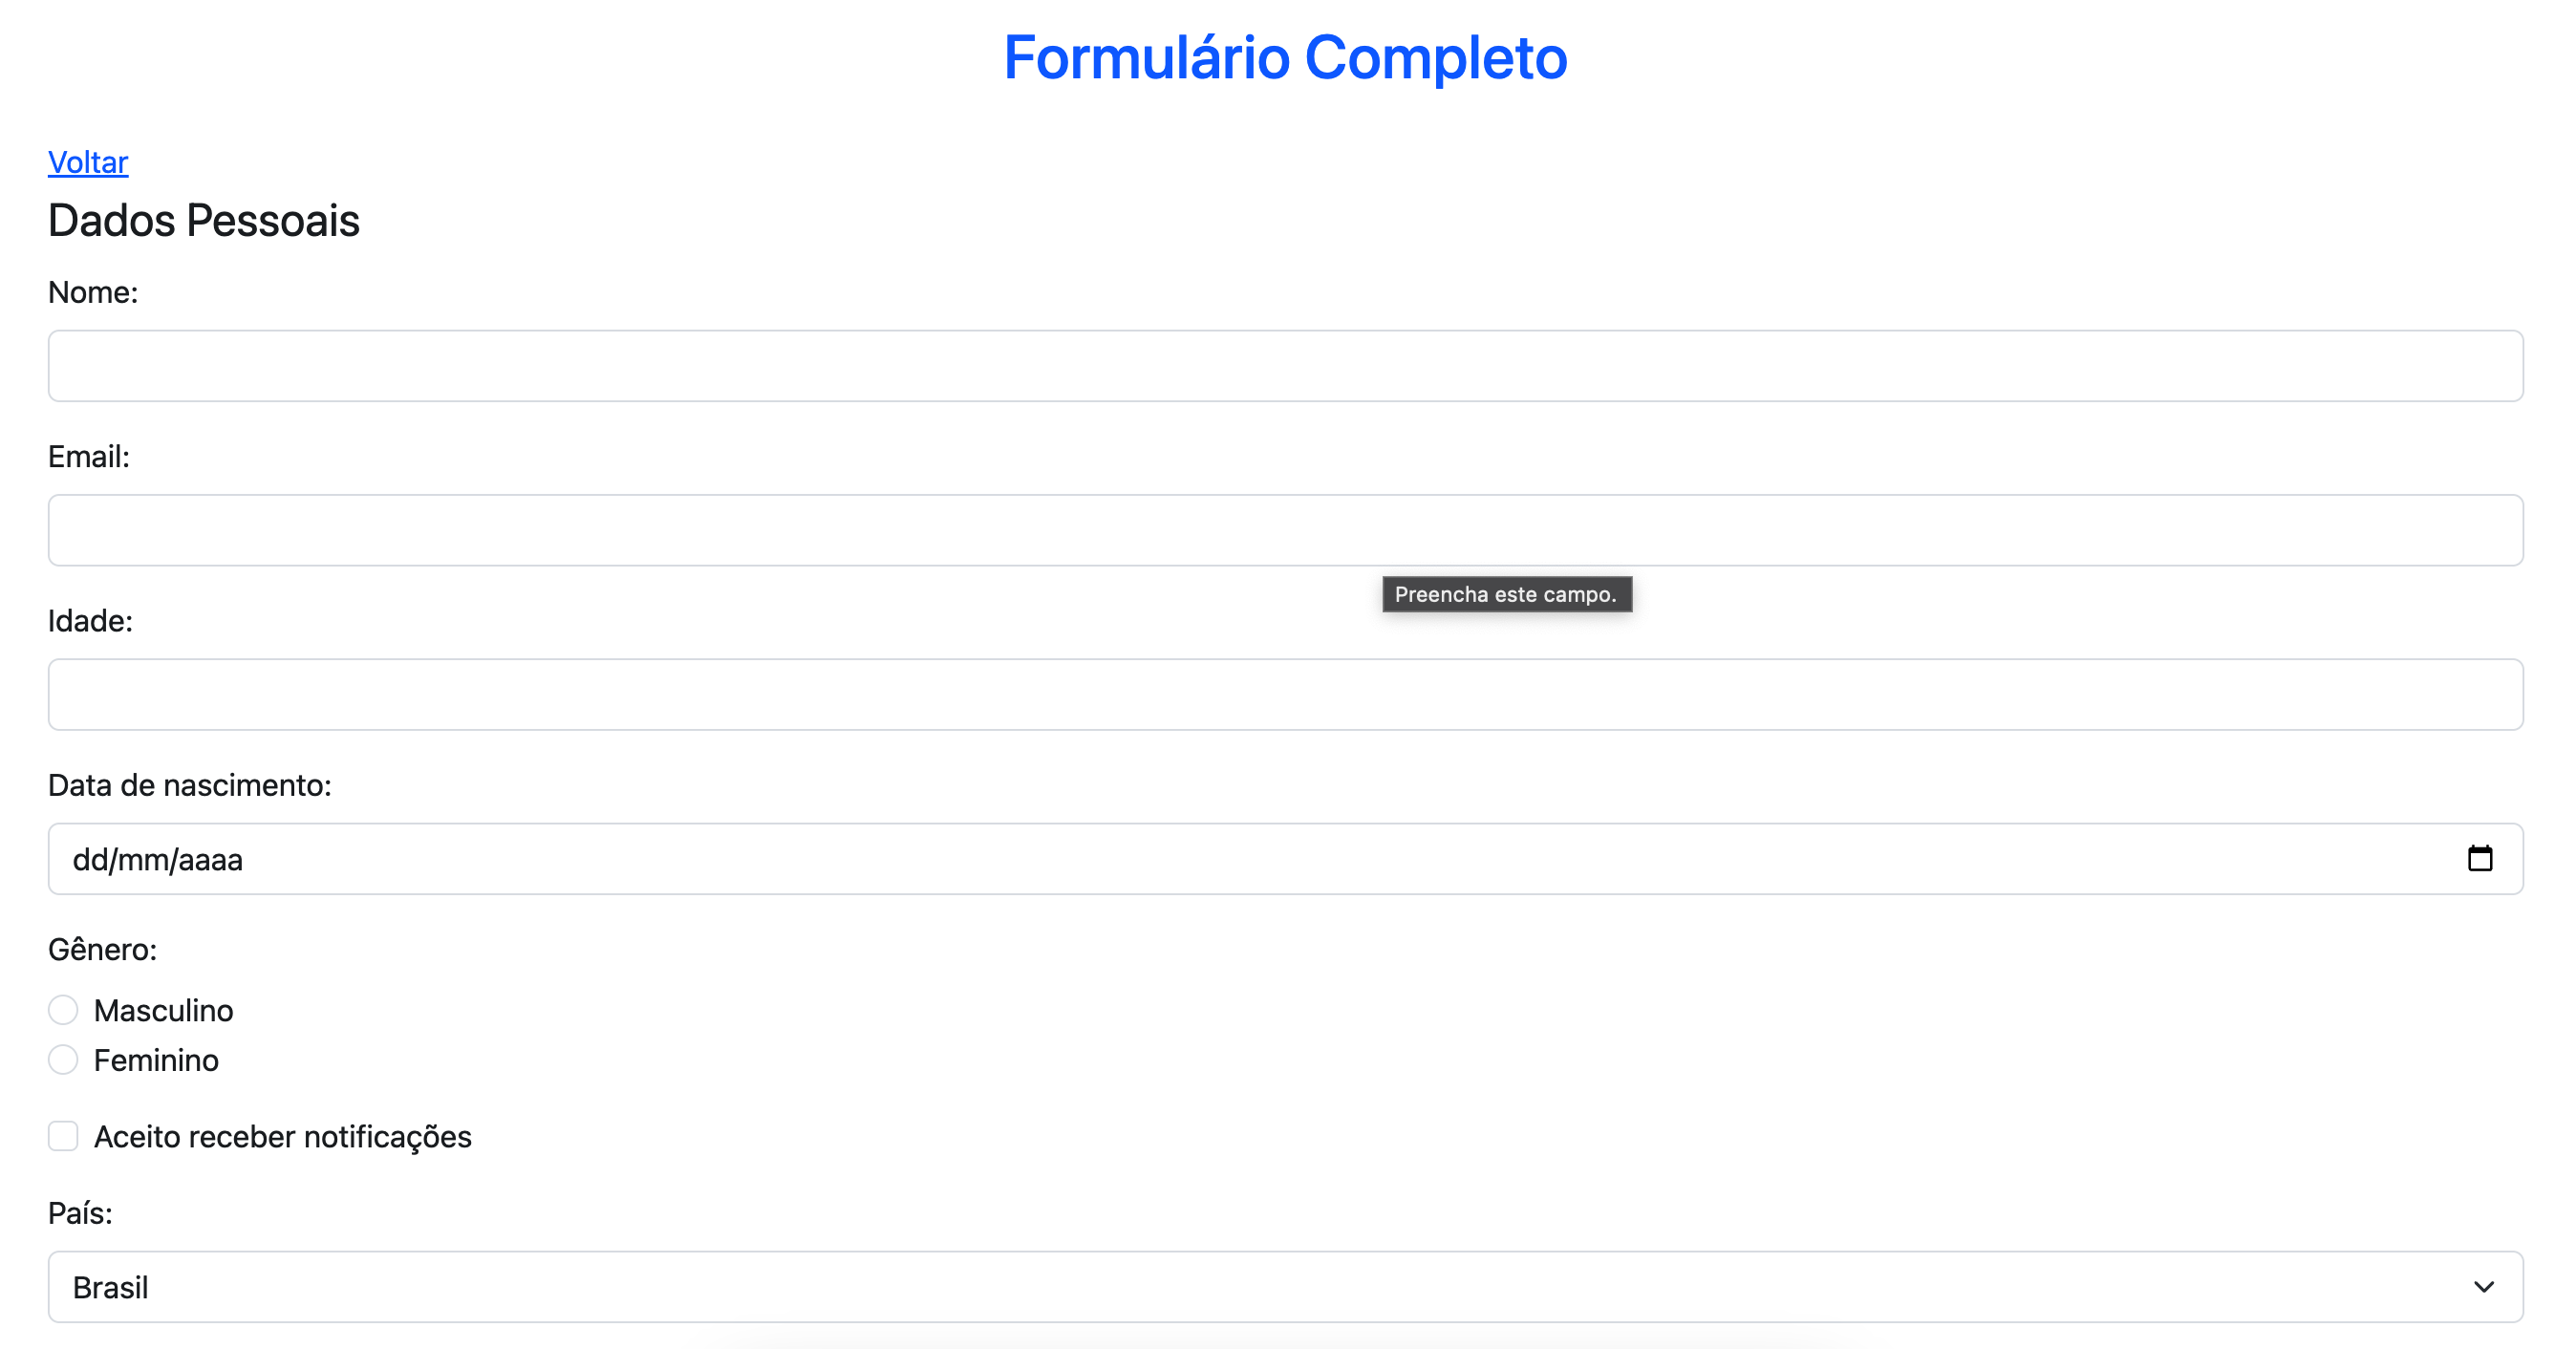 Formulário Completo
Voltar
Dados Pessoais
Nome:
Email:
Preencha este campo.
Idade:
Data de nascimento:
dd/mm/aaaa
Gênero:
Masculino
Feminino
Aceito receber notificações
País:
Brasil